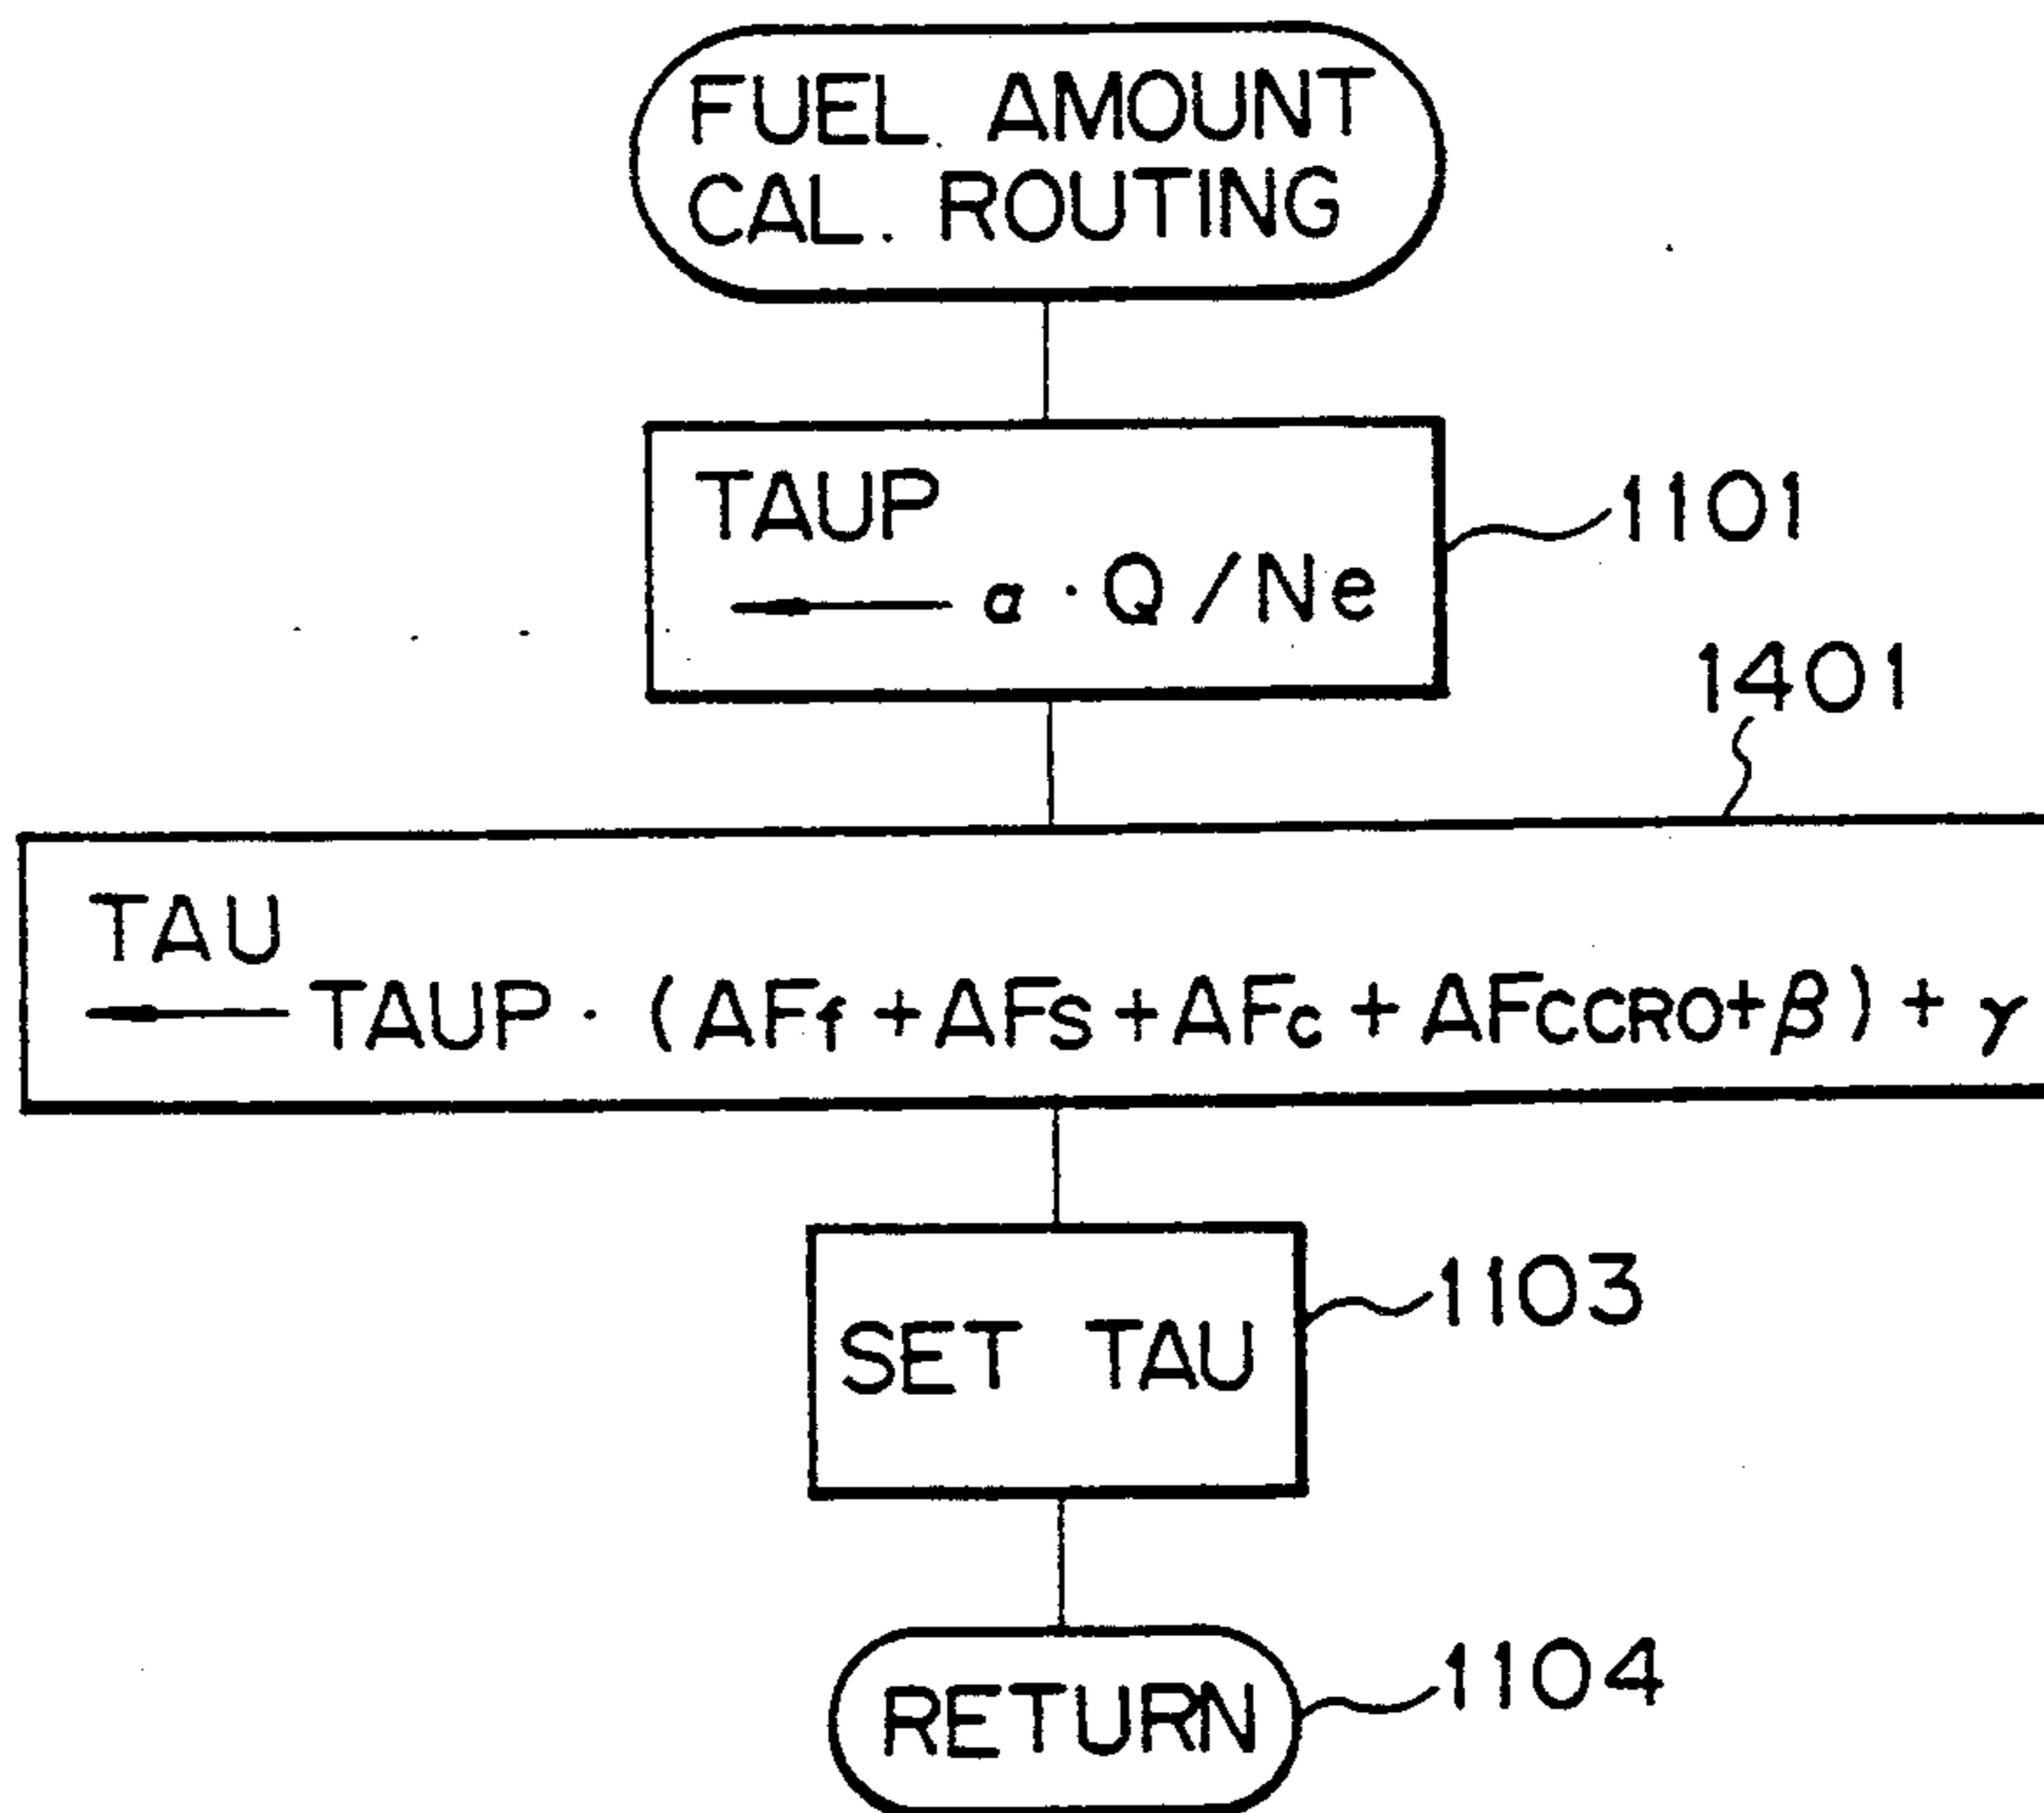 FUEL. AMOUNT
CAL. ROUTING
TAUP
← α · Q / Ne
1101
1401
TAU
← TAUP · (AFf + AFs + AFc + AFCCRO + β) + γ
SET TAU
1103
RETURN
1104